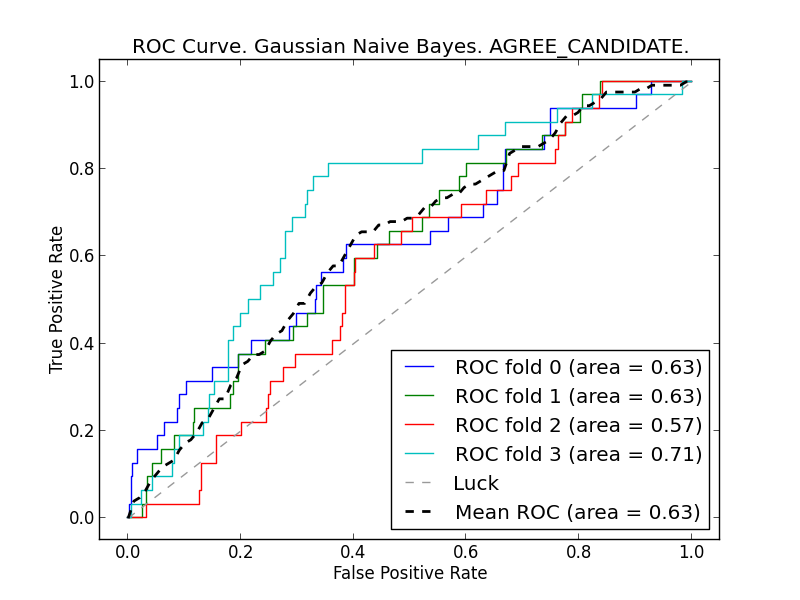 ROC Curve. Gaussian Naive Bayes. AGREE_CANDIDATE.
1.0
0.8
0.6
0.4
0.2
0.0
True Positive Rate
ROC fold 0 (area = 0.63)
ROC fold 1 (area = 0.63)
ROC fold 2 (area = 0.57)
ROC fold 3 (area = 0.71)
Luck
Mean ROC (area = 0.63)
0.0 0.2 0.4 0.6 0.8 1.0
False Positive Rate